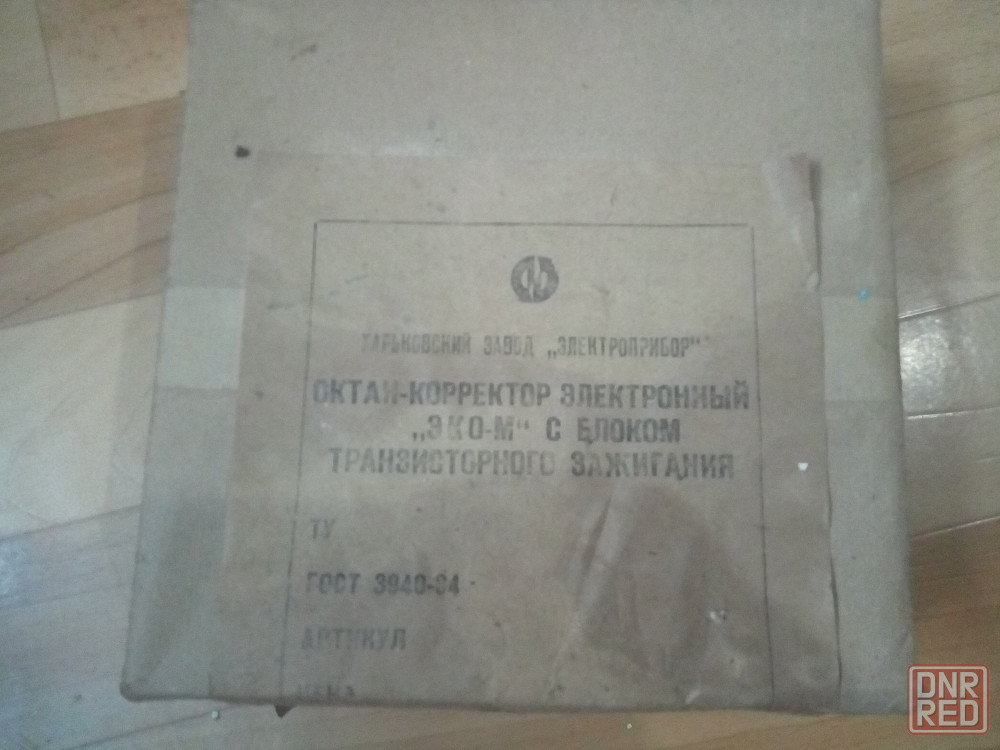 ХАРЬКОВСКИЙ ЗАВОД „ЭЛЕКТРОПРИБОР"
ОКТАН-КОРРЕКТОР ЭЛЕКТРОННЫЙ
„ЭКО-М" С БЛОКОМ
ТРАНЗИСТОРНОГО ЗАЖИГАНИЯ
ТУ
ГОСТ 3940-84
АРТИКУЛ
DNR
RED